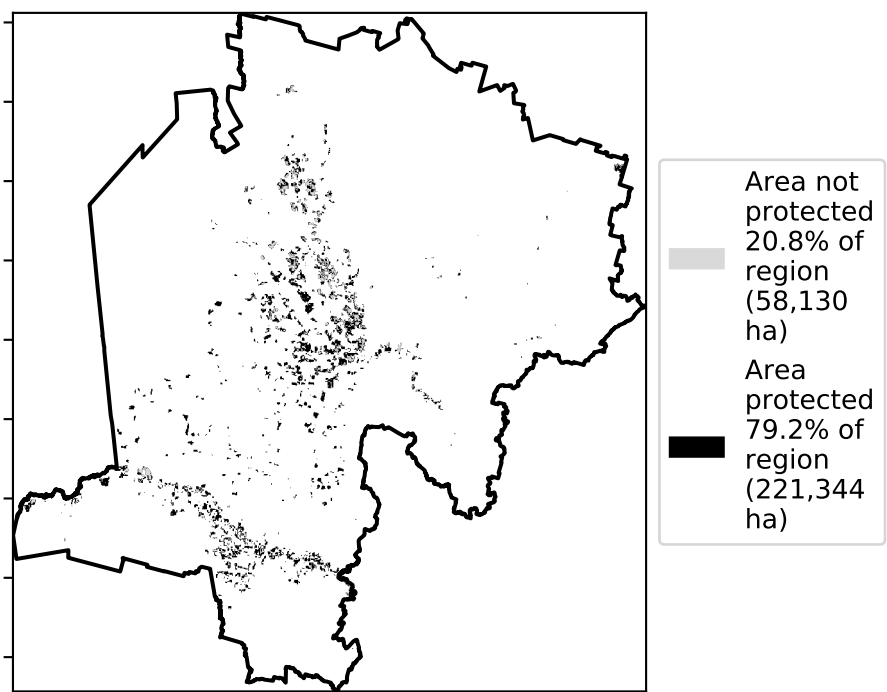 Area not
protected
20.8% of
region
(58,130
ha)
Area
protected
79.2% of
region
(221,344
ha)